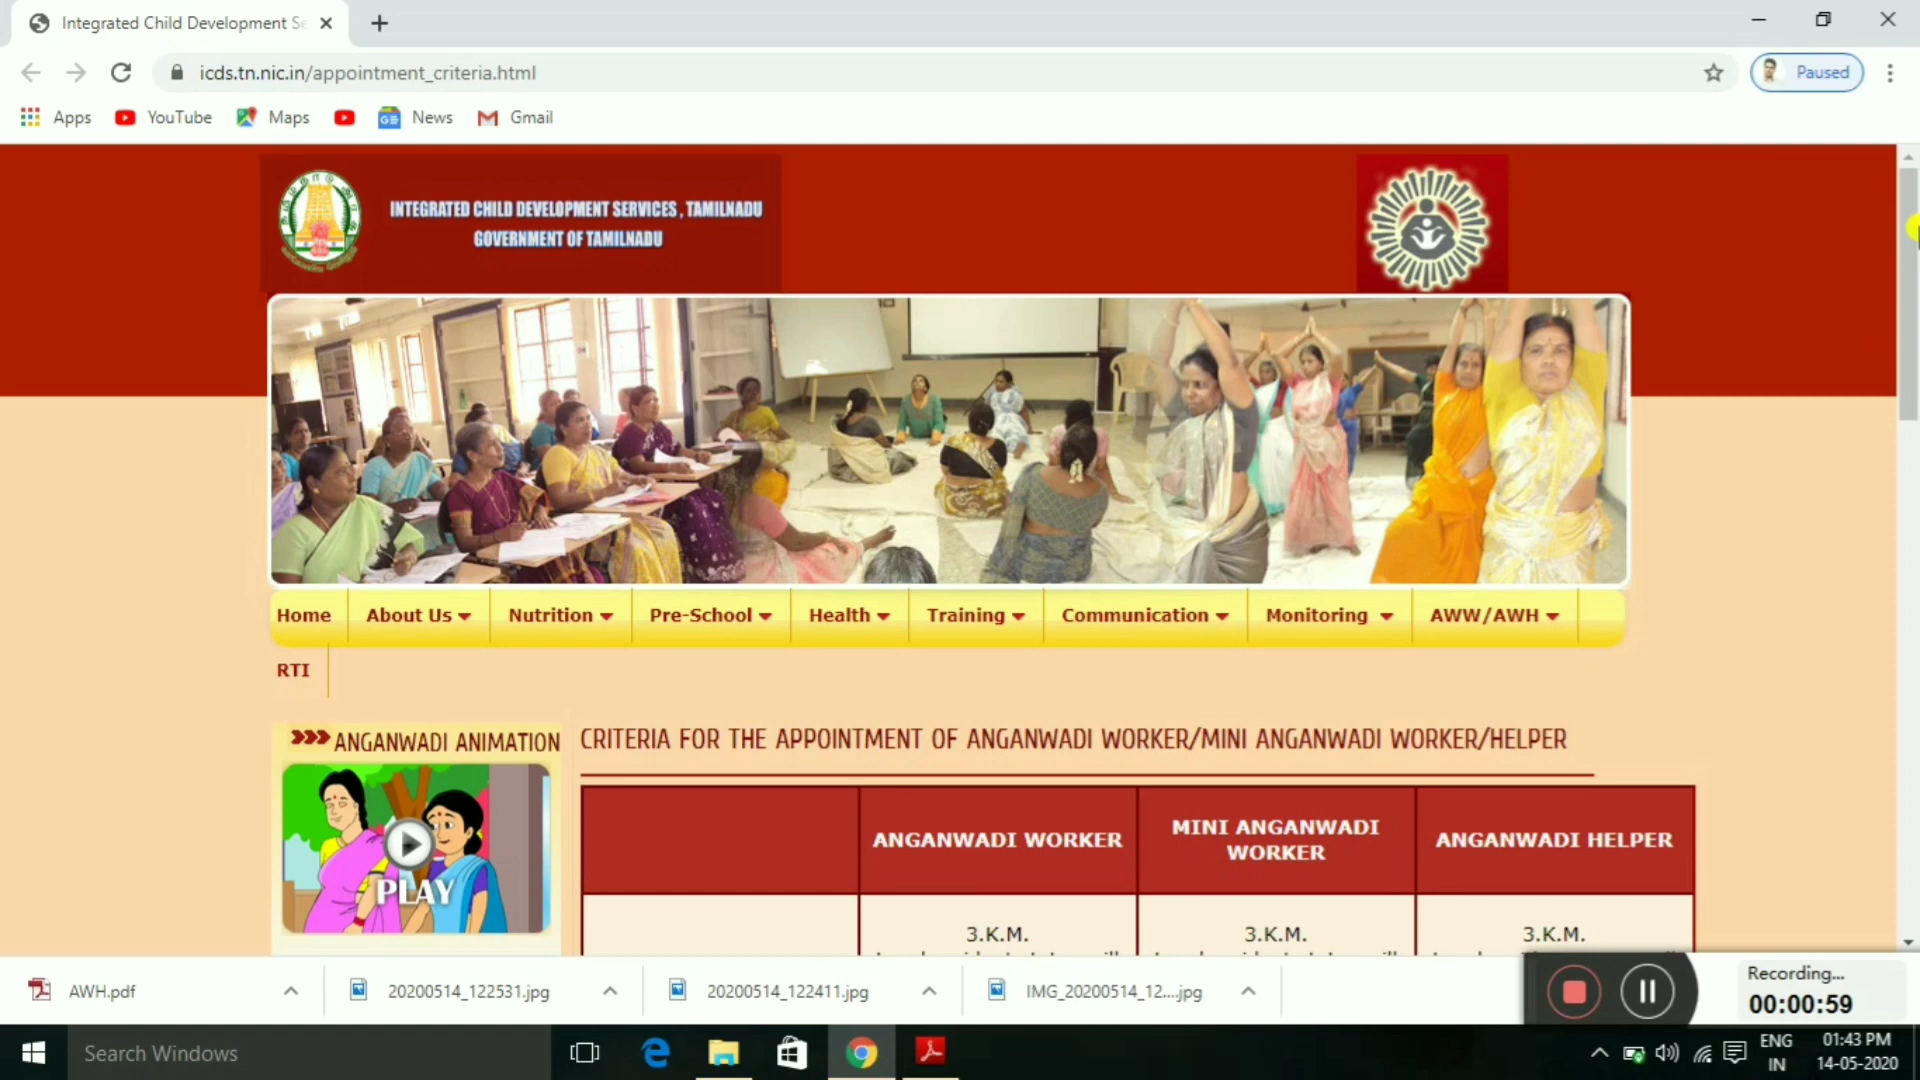 Integrated Child Development Se
icds.tn.nic.in/appointment_criteria.html
Paused
Apps
YouTube
Maps
News
Gmail
INTEGRATED CHILD DEVELOPMENT SERVICES , TAMILNADU
GOVERNMENT OF TAMILNADU
Home
About Us
Nutrition
Pre-School
Health
Training
Communication
Monitoring
AWW/AWH
RTI
ANGANWADI ANIMATION
PLAY
CRITERIA FOR THE APPOINTMENT OF ANGANWADI WORKER/MINI ANGANWADI WORKER/HELPER
ANGANWADI WORKER
MINI ANGANWADI
WORKER
ANGANWADI HELPER
3.K.M.
3.K.M.
3.K.M.
AWH.pdf
20200514_122531.jpg
20200514_122411.jpg
IMG_20200514_12....jpg
Recording...
00:00:59
Search Windows
ENG
IN
01:43 PM
14-05-2020